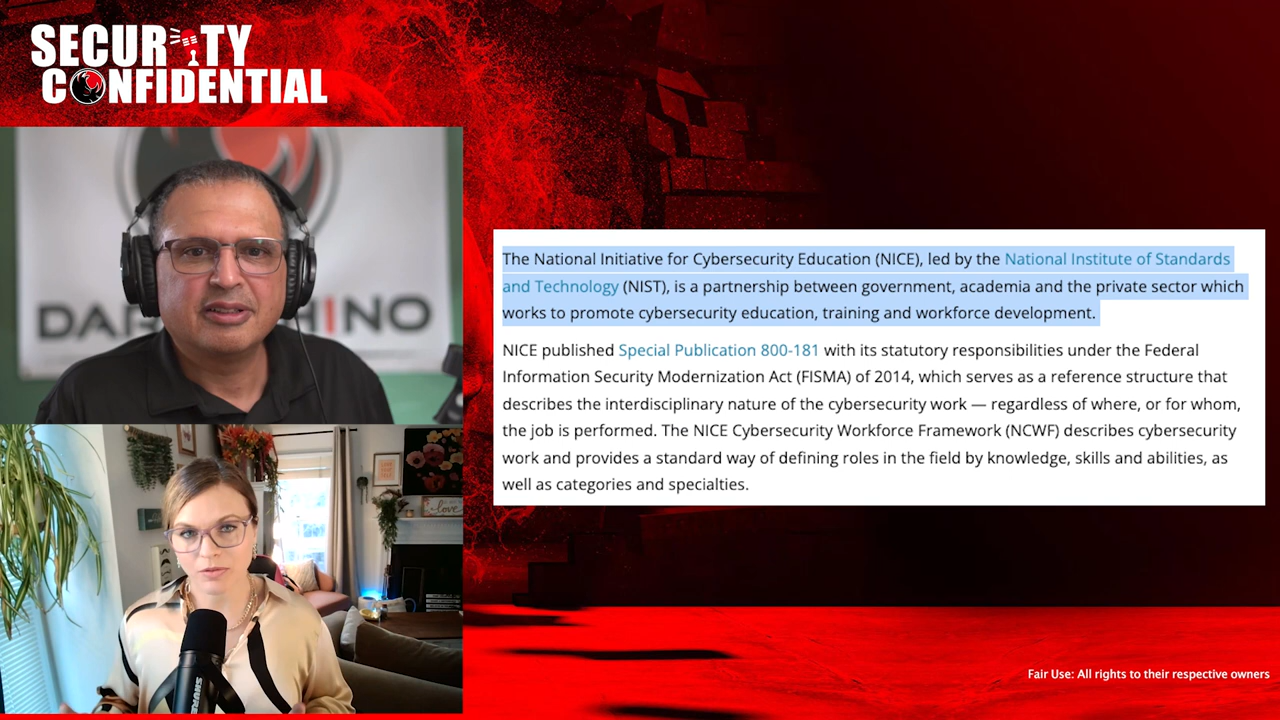 SECURITY
CONFIDENTIAL
DAR HINO
SHURE
love
The National Initiative for Cybersecurity Education (NICE), led by the National Institute of Standards
and Technology (NIST), is a partnership between government, academia and the private sector which
works to promote cybersecurity education, training and workforce development.
NICE published Special Publication 800-181 with its statutory responsibilities under the Federal
Information Security Modernization Act (FISMA) of 2014, which serves as a reference structure that
describes the interdisciplinary nature of the cybersecurity work — regardless of where, or for whom,
the job is performed. The NICE Cybersecurity Workforce Framework (NCWF) describes cybersecurity
work and provides a standard way of defining roles in the field by knowledge, skills and abilities, as
well as categories and specialties.
Fair Use: All rights to their respective owners